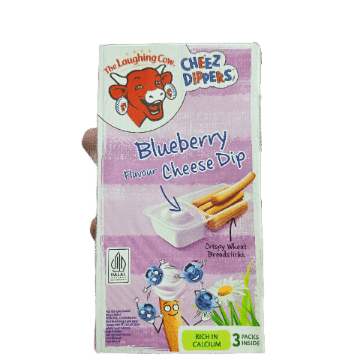 The Laughing Cow
CHEEZ
DIPPERS
Blueberry
Flavour Cheese Dip
Crispy Wheat
Breadsticks
HALAL
RICH IN
CALCIUM
3 PACKS
INSIDE